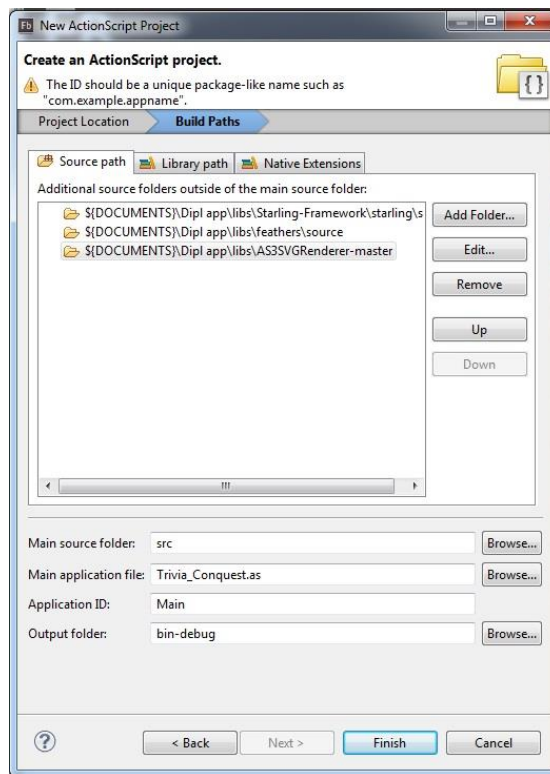 Fb New ActionScript Project
Create an ActionScript project.
The ID should be a unique package-like name such as
"com.example.appname".
Project Location Build Paths
Source path Library path Native Extensions
Additional source folders outside of the main source folder:
${DOCUMENTS}\Dipl app\libs\Starling-Framework\starling\s
Add Folder...
${DOCUMENTS}\Dipl app\libs\feathers\source
${DOCUMENTS}\Dipl app\libs\AS3SVGRenderer-master
Edit...
Remove
Up
Down
Main source folder: src Browse...
Main application file: Trivia_Conquest.as Browse...
Application ID: Main
Output folder: bin-debug Browse...
? < Back Next > Finish Cancel